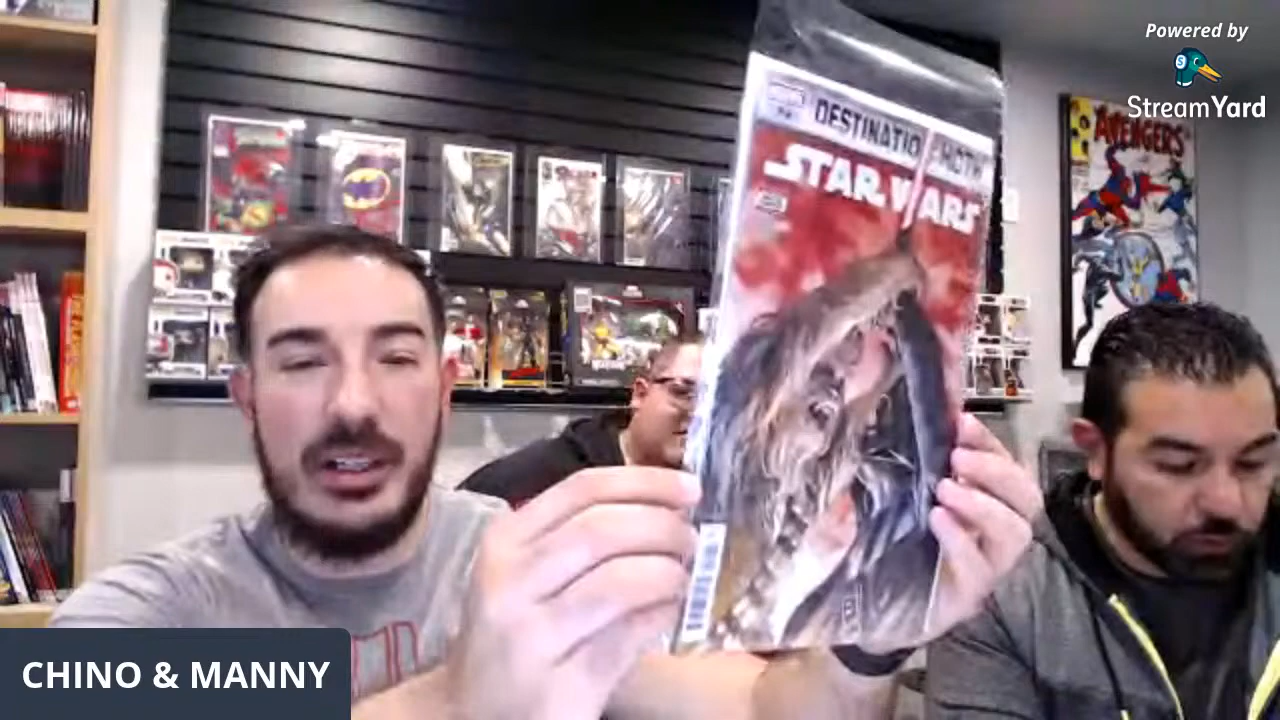 Powered by
StreamYard
AVENGERS
DESTINATIO
HOTH
STAR WARS
CHINO & MANNY